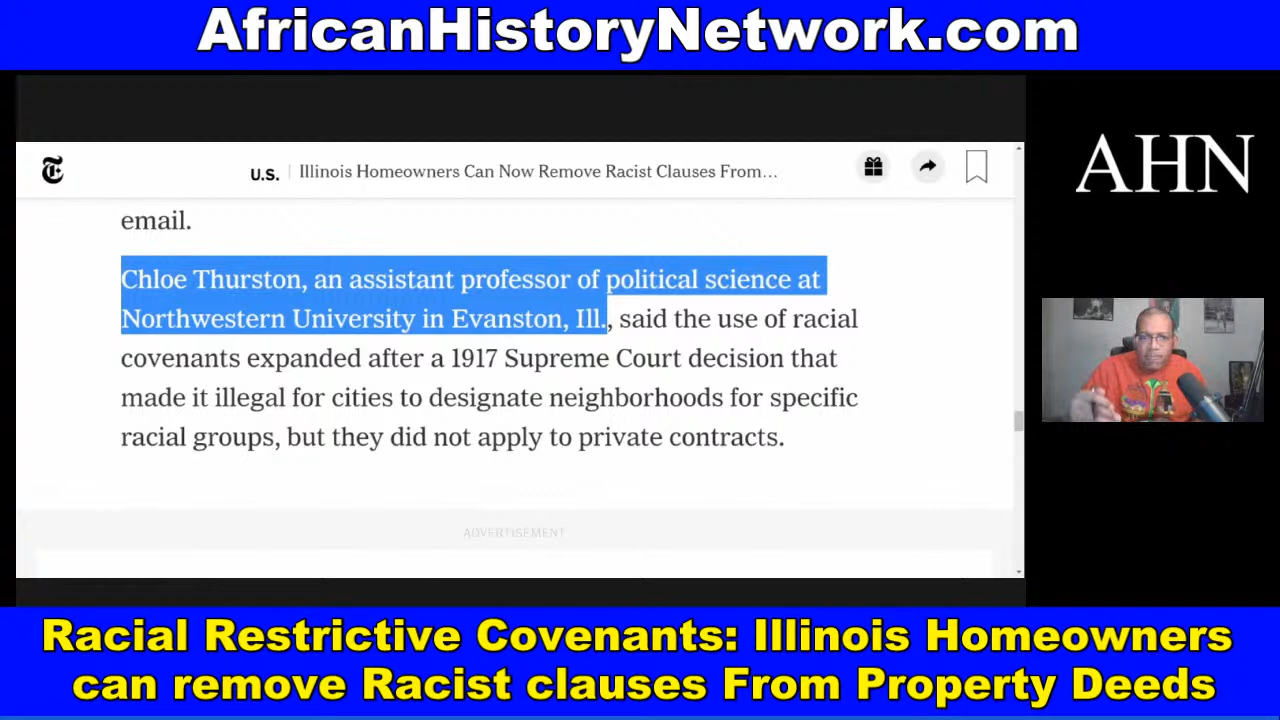 AfricanHistoryNetwork.com
AHN
U.S. | Illinois Homeowners Can Now Remove Racist Clauses From…
email.
Chloe Thurston, an assistant professor of political science at
Northwestern University in Evanston, Ill., said the use of racial
covenants expanded after a 1917 Supreme Court decision that
made it illegal for cities to designate neighborhoods for specific
racial groups, but they did not apply to private contracts.
ADVERTISEMENT
Racial Restrictive Covenants: Illinois Homeowners
can remove Racist clauses From Property Deeds